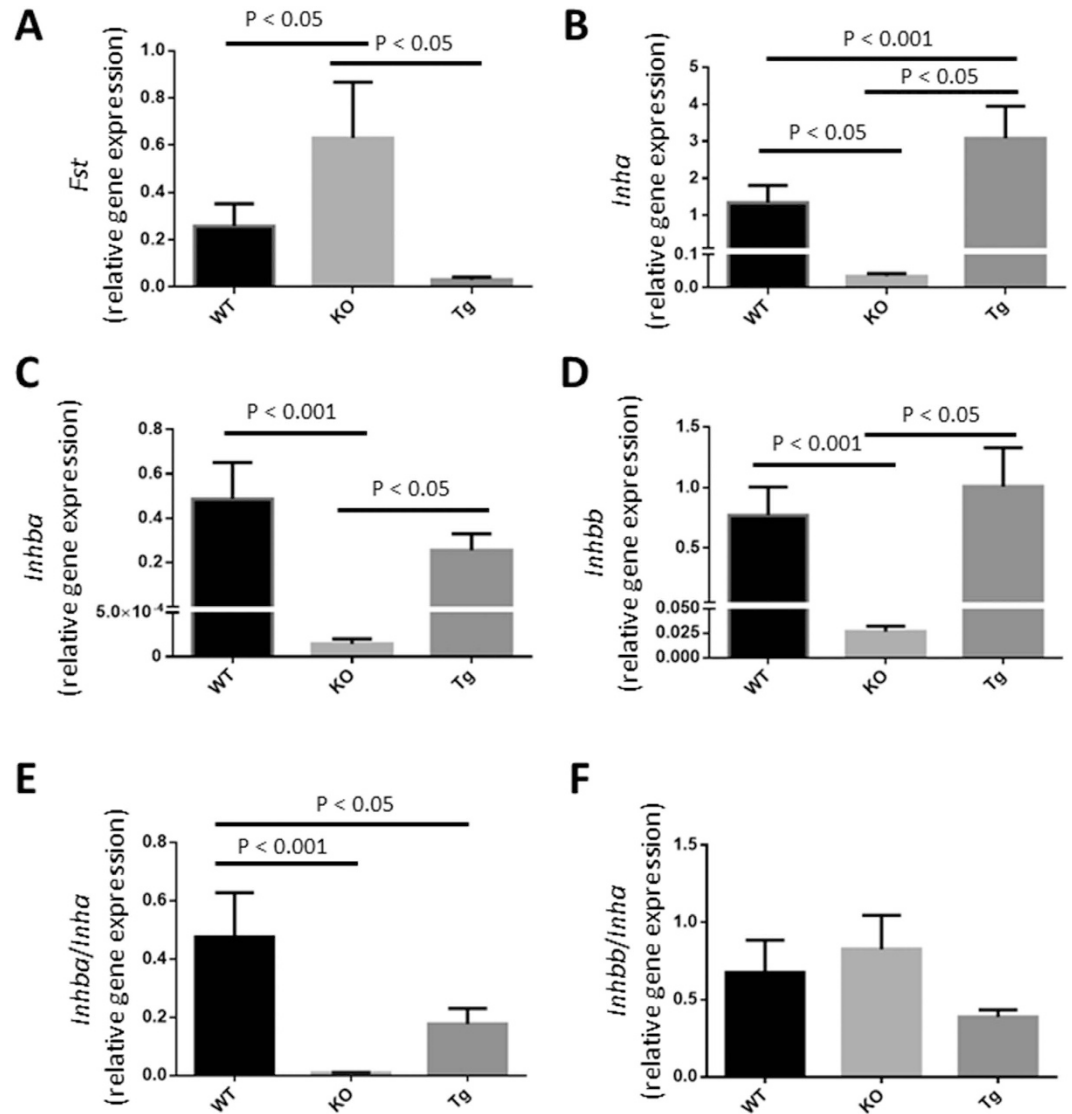 A
P < 0.05
P < 0.05
Fst
(relative gene expression)
1.0
0.8
0.6
0.4
0.2
0.0
WT
KO
Tg
B
P < 0.001
P < 0.05
P < 0.05
Inha
(relative gene expression)
5
4
3
2
1
0.1
0.0
WT
KO
Tg
C
P < 0.001
P < 0.05
Inhba
(relative gene expression)
0.8
0.6
0.4
0.2
5.0×10⁻⁴
0
WT
KO
Tg
D
P < 0.05
P < 0.001
Inhbb
(relative gene expression)
1.5
1.0
0.5
0.050
0.025
0.000
WT
KO
Tg
E
P < 0.05
P < 0.001
Inhba/Inha
(relative gene expression)
0.8
0.6
0.4
0.2
0.0
WT
KO
Tg
F
Inhbb/Inha
(relative gene expression)
1.5
1.0
0.5
0.0
WT
KO
Tg